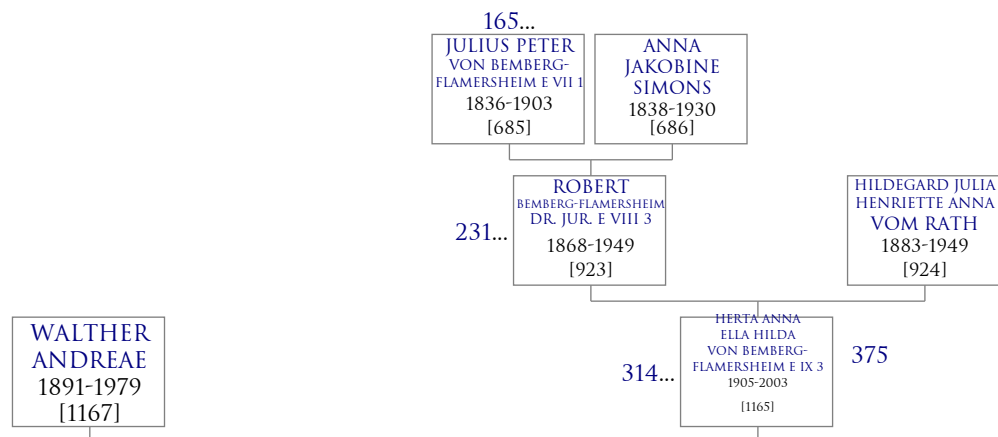 165...
JULIUS PETER
VON BEMBERG-
FLAMERSHEIM E VII 1
1836-1903
[685]
ANNA
JAKOBINE
SIMONS
1838-1930
[686]
231...
ROBERT
BEMBERG-FLAMERSHEIM
DR. JUR. E VIII 3
1868-1949
[923]
HILDEGARD JULIA
HENRIETTE ANNA
VOM RATH
1883-1949
[924]
WALTHER
ANDREAE
1891-1979
[1167]
314...
HERTA ANNA
ELLA HILDA
VON BEMBERG-
FLAMERSHEIM E IX 3
1905-2003
[1165]
375